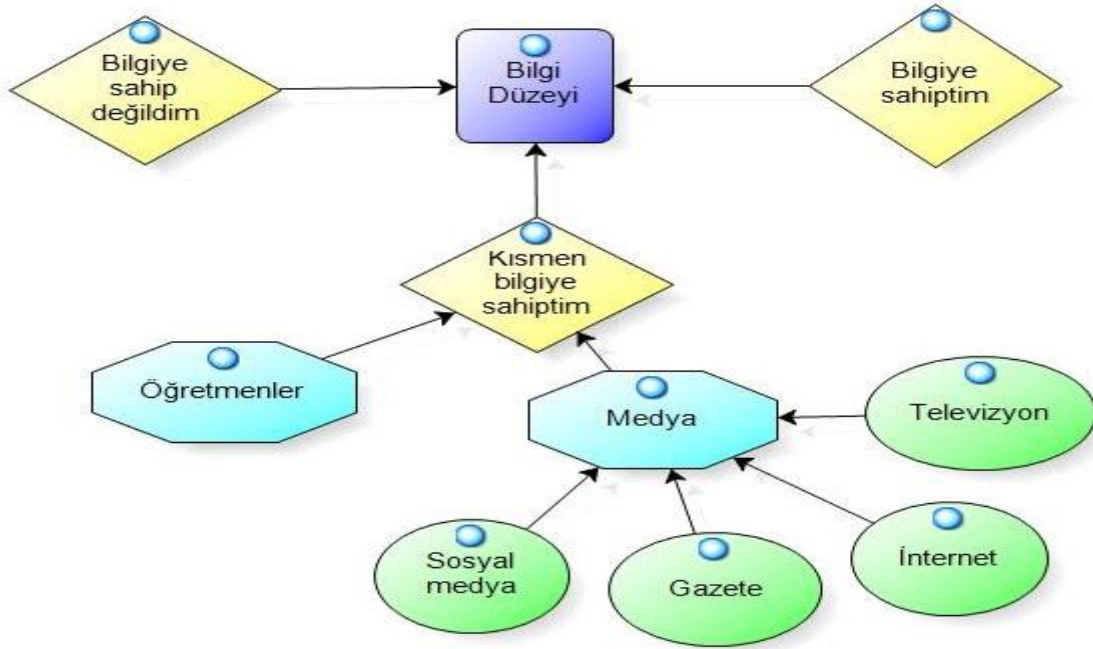 Bilgiye
sahip
değildim
Bilgi
Düzeyi
Bilgiye
sahiptim
Kısmen
bilgiye
sahiptim
Öğretmenler
Medya
Televizyon
Sosyal
medya
Gazete
İnternet